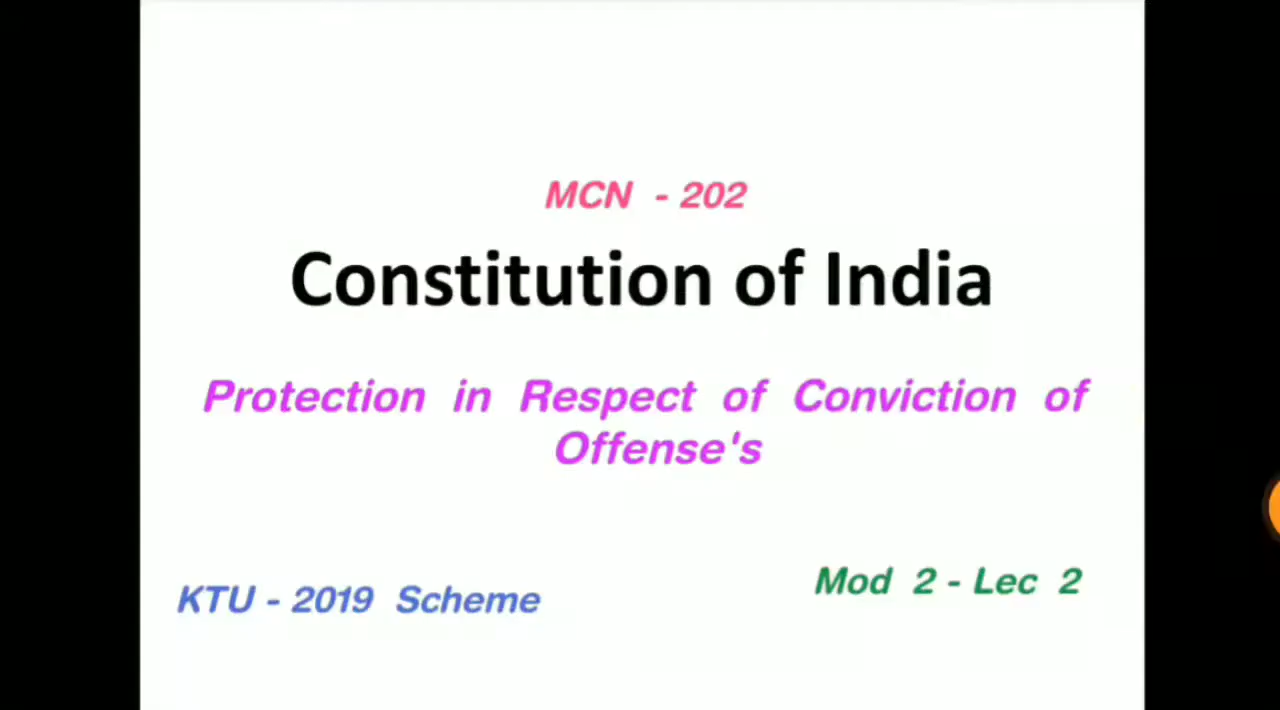 MCN - 202
Constitution of India
Protection in Respect of Conviction of
Offense's
KTU - 2019 Scheme
Mod 2 - Lec 2